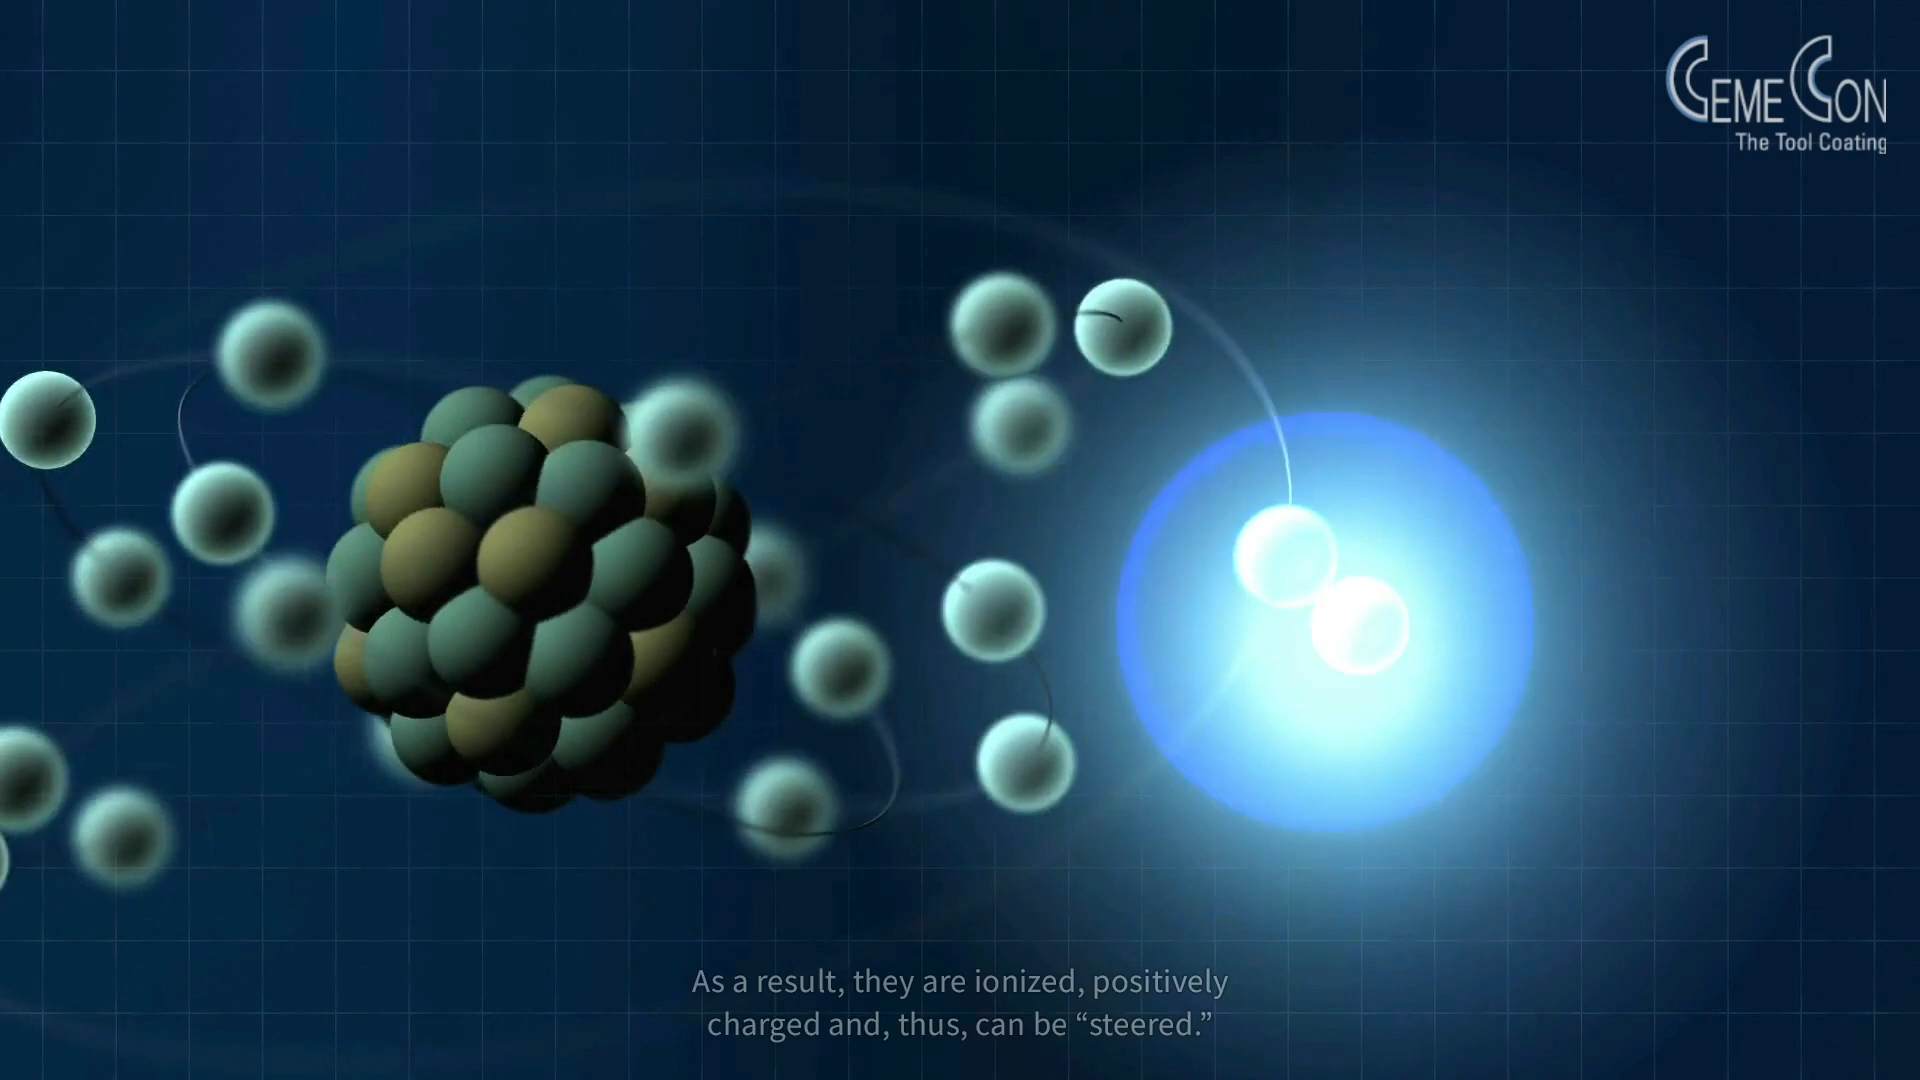 CemeCon
The Tool Coating
As a result, they are ionized, positively
charged and, thus, can be “steered.”